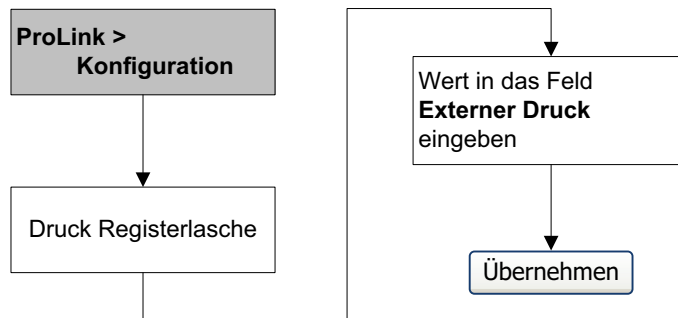 ProLink >
Konfiguration
Druck Registerlasche
Wert in das Feld
Externer Druck
eingeben
Übernehmen